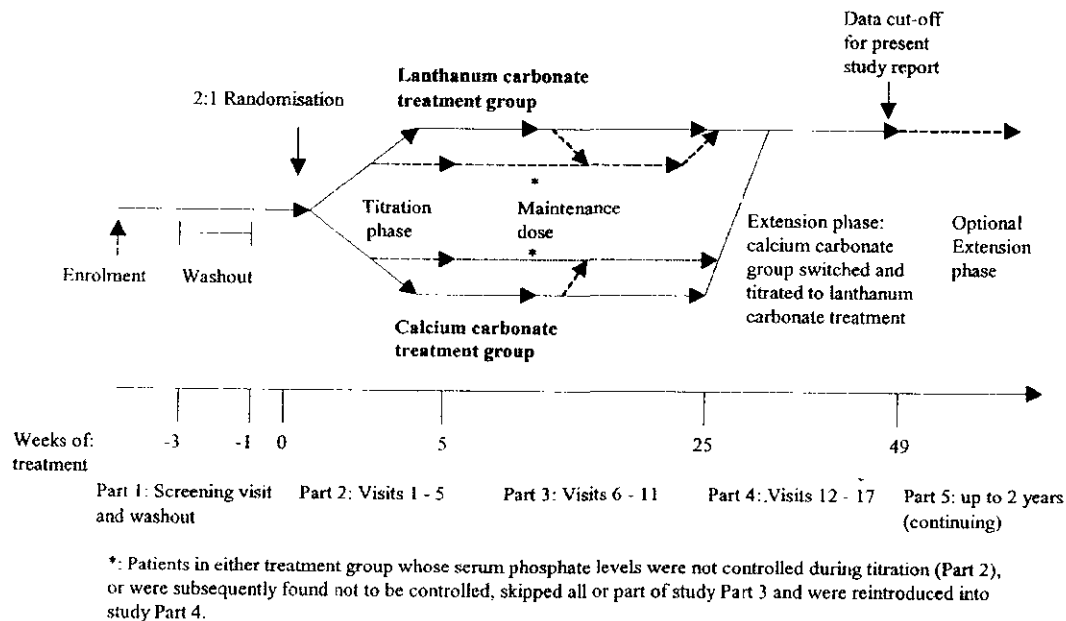 Data cut-off
for present
study report
Lanthanum carbonate
treatment group
2:1 Randomisation
*
Titration
phase
Maintenance
dose
*
Extension phase:
calcium carbonate
group switched and
titrated to lanthanum
carbonate treatment
Optional
Extension
phase
Enrolment
Washout
Calcium carbonate
treatment group
Weeks of:
treatment
-3 -1 0 5 25 49
Part 1: Screening visit
and washout
Part 2: Visits 1 - 5
Part 3: Visits 6 - 11
Part 4: Visits 12 - 17
Part 5: up to 2 years
(continuing)
*: Patients in either treatment group whose serum phosphate levels were not controlled during titration (Part 2),
or were subsequently found not to be controlled, skipped all or part of study Part 3 and were reintroduced into
study Part 4.